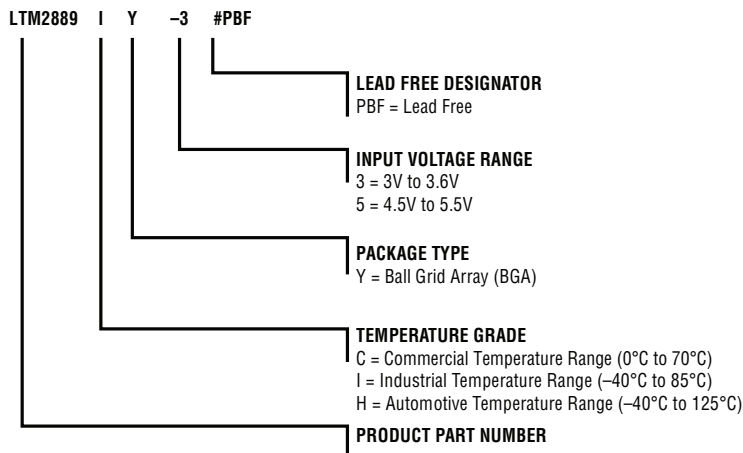 LTM2889 I Y –3 #PBF
LEAD FREE DESIGNATOR
PBF = Lead Free
INPUT VOLTAGE RANGE
3 = 3V to 3.6V
5 = 4.5V to 5.5V
PACKAGE TYPE
Y = Ball Grid Array (BGA)
TEMPERATURE GRADE
C = Commercial Temperature Range (0°C to 70°C)
I = Industrial Temperature Range (–40°C to 85°C)
H = Automotive Temperature Range (–40°C to 125°C)
PRODUCT PART NUMBER